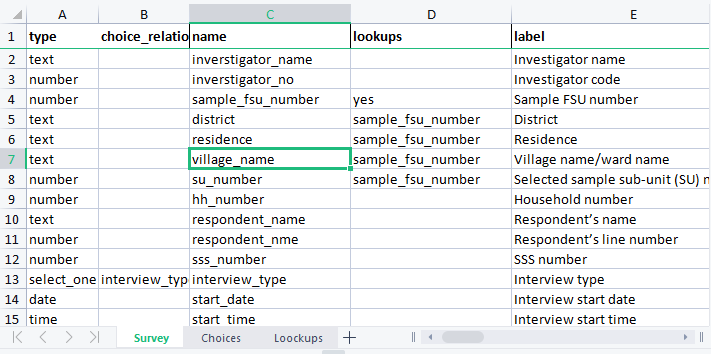 A B C D E
1 type choice_relatio name lookups label
2 text inverstigator_name Investigator name
3 number inverstigator_no Investigator code
4 number sample_fsu_number yes Sample FSU number
5 text district sample_fsu_number District
6 text residence sample_fsu_number Residence
7 text village_name sample_fsu_number Village name/ward name
8 number su_number sample_fsu_number Selected sample sub-unit (SU) n
9 number hh_number Household number
10 text respondent_name Respondent’s name
11 number respondent_nme Respondent’s line number
12 number sss_number SSS number
13 select_one interview_typ interview_type Interview type
14 date start_date Interview start date
15 time start_time Interview start time
Survey Choices Loockups